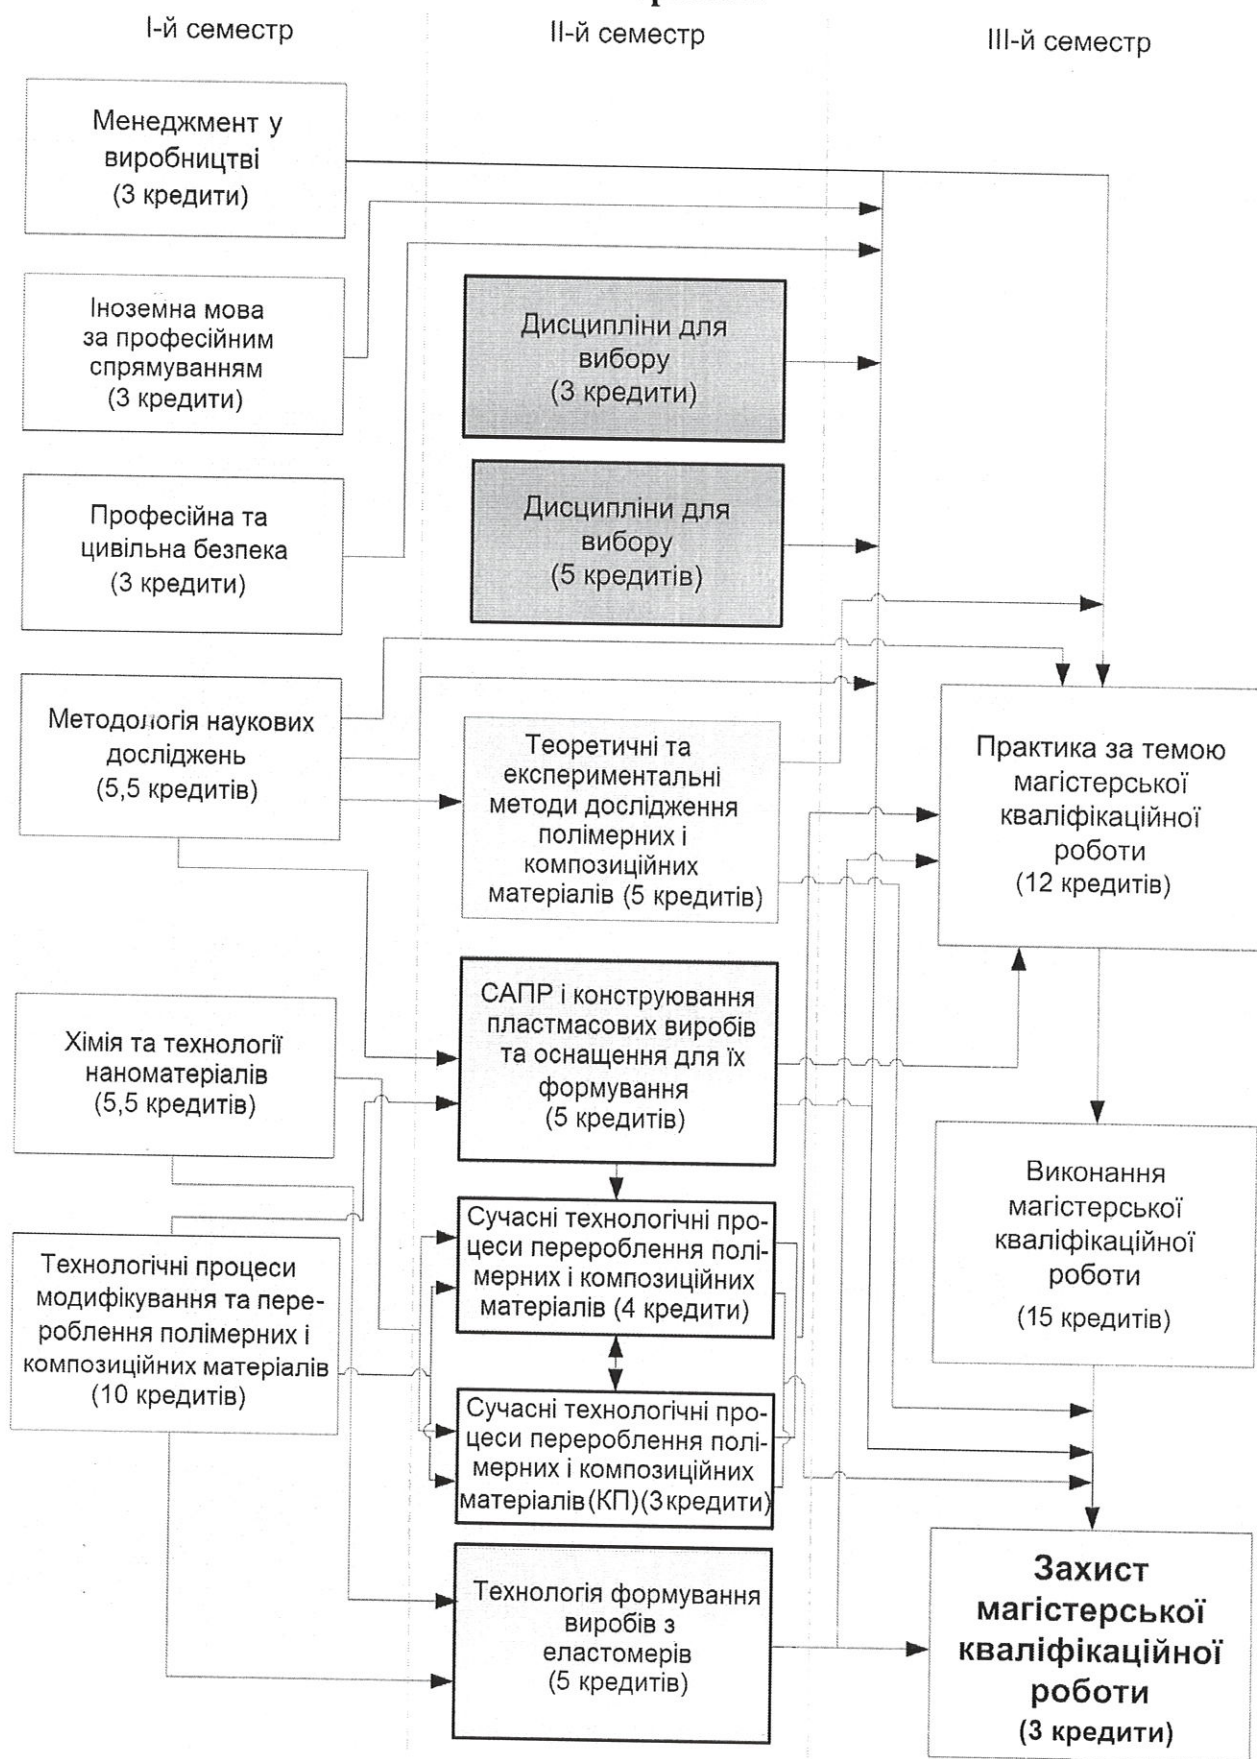 I-й семестр
II-й семестр
III-й семестр
Менеджмент у
виробництві
(3 кредити)
Іноземна мова
за професійним
спрямуванням
(3 кредити)
Професійна та
цивільна безпека
(3 кредити)
Методологія наукових
досліджень
(5,5 кредитів)
Хімія та технології
наноматеріалів
(5,5 кредитів)
Технологічні процеси
модифікування та пере-
роблення полімерних і
композиційних матеріалів
(10 кредитів)
Дисципліни для
вибору
(3 кредити)
Дисципліни для
вибору
(5 кредитів)
Теоретичні та
експериментальні
методи дослідження
полімерних і
композиційних
матеріалів (5 кредитів)
САПР і конструювання
пластмасових виробів
та оснащення для їх
формування
(5 кредитів)
Сучасні технологічні про-
цеси перероблення полі-
мерних і композиційних
матеріалів (4 кредити)
Сучасні технологічні про-
цеси перероблення полі-
мерних і композиційних
матеріалів (КП) (3 кредити)
Технологія формування
виробів з
еластомерів
(5 кредитів)
Практика за темою
магістерської
кваліфікаційної
роботи
(12 кредитів)
Виконання
магістерської
кваліфікаційної
роботи
(15 кредитів)
Захист
магістерської
кваліфікаційної
роботи
(3 кредити)